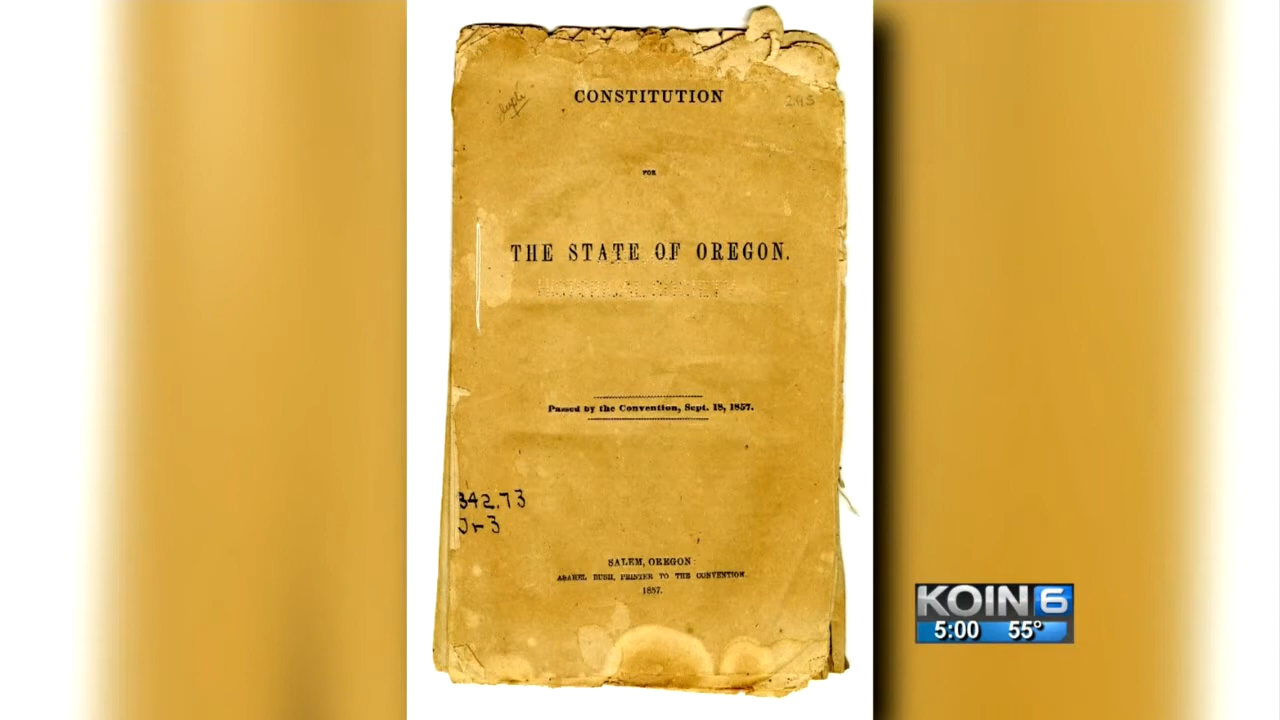 CONSTITUTION
245
FOR
THE STATE OF OREGON.
Passed by the Convention, Sept. 18, 1857.
342.73
Or3
SALEM, OREGON:
ASAHEL BUSH, PRINTER TO THE CONVENTION.
1857.
KOIN 6
5:00 55°